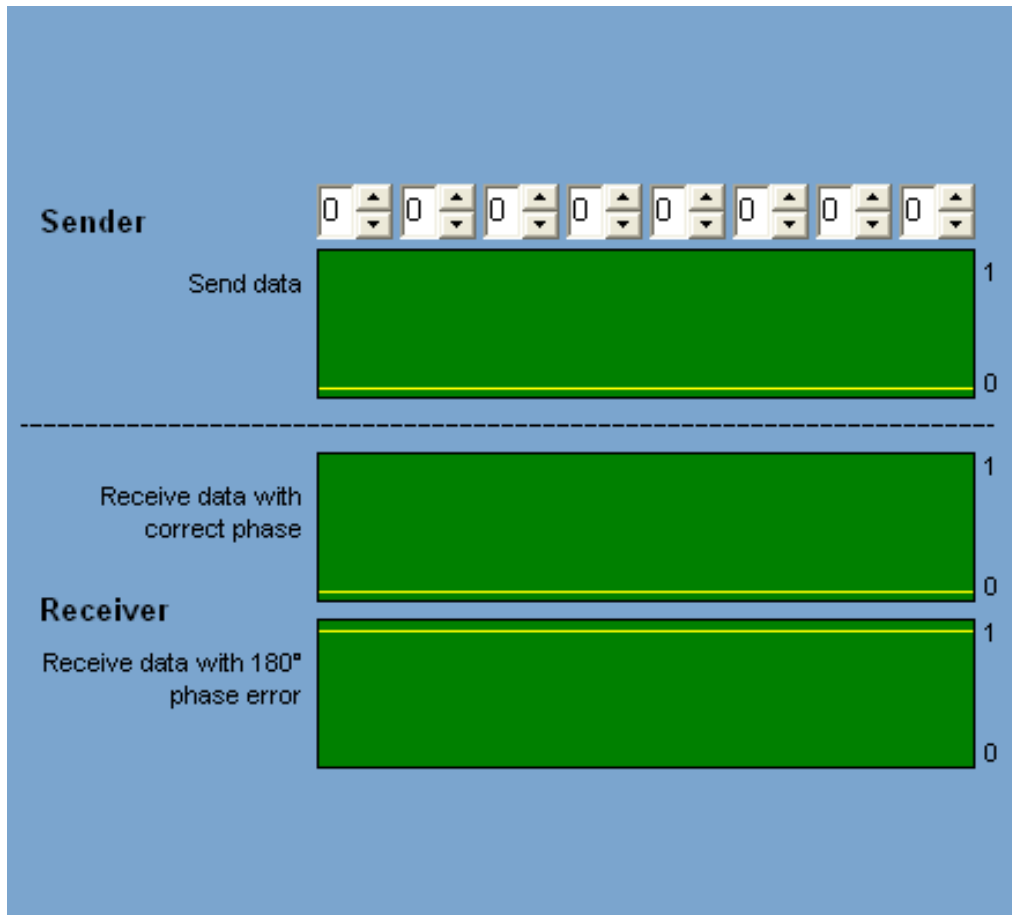 Sender
0 0 0 0 0 0 0 0
Send data
1
0
Receive data with
correct phase
1
0
Receiver
Receive data with 180°
phase error
1
0